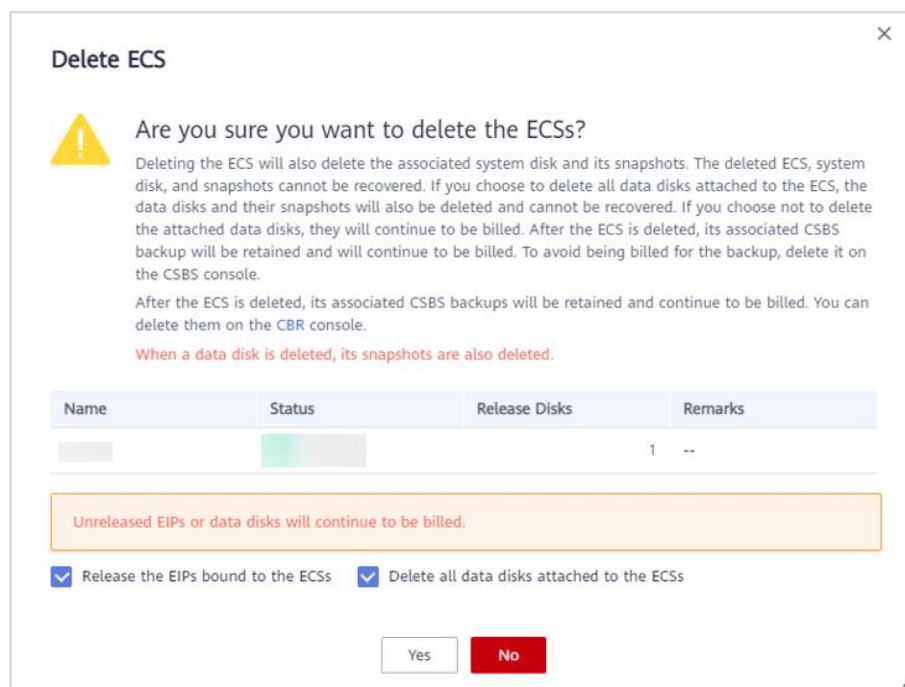 Delete ECS
Are you sure you want to delete the ECSs?
Deleting the ECS will also delete the associated system disk and its snapshots. The deleted ECS, system
disk, and snapshots cannot be recovered. If you choose to delete all data disks attached to the ECS, the
data disks and their snapshots will also be deleted and cannot be recovered. If you choose not to delete
the attached data disks, they will continue to be billed. After the ECS is deleted, its associated CSBS
backup will be retained and will continue to be billed. To avoid being billed for the backup, delete it on
the CSBS console.
After the ECS is deleted, its associated CSBS backups will be retained and continue to be billed. You can
delete them on the CBR console.
When a data disk is deleted, its snapshots are also deleted.
Name Status Release Disks Remarks
1 --
Unreleased EIPs or data disks will continue to be billed.
Release the EIPs bound to the ECSs Delete all data disks attached to the ECSs
Yes No